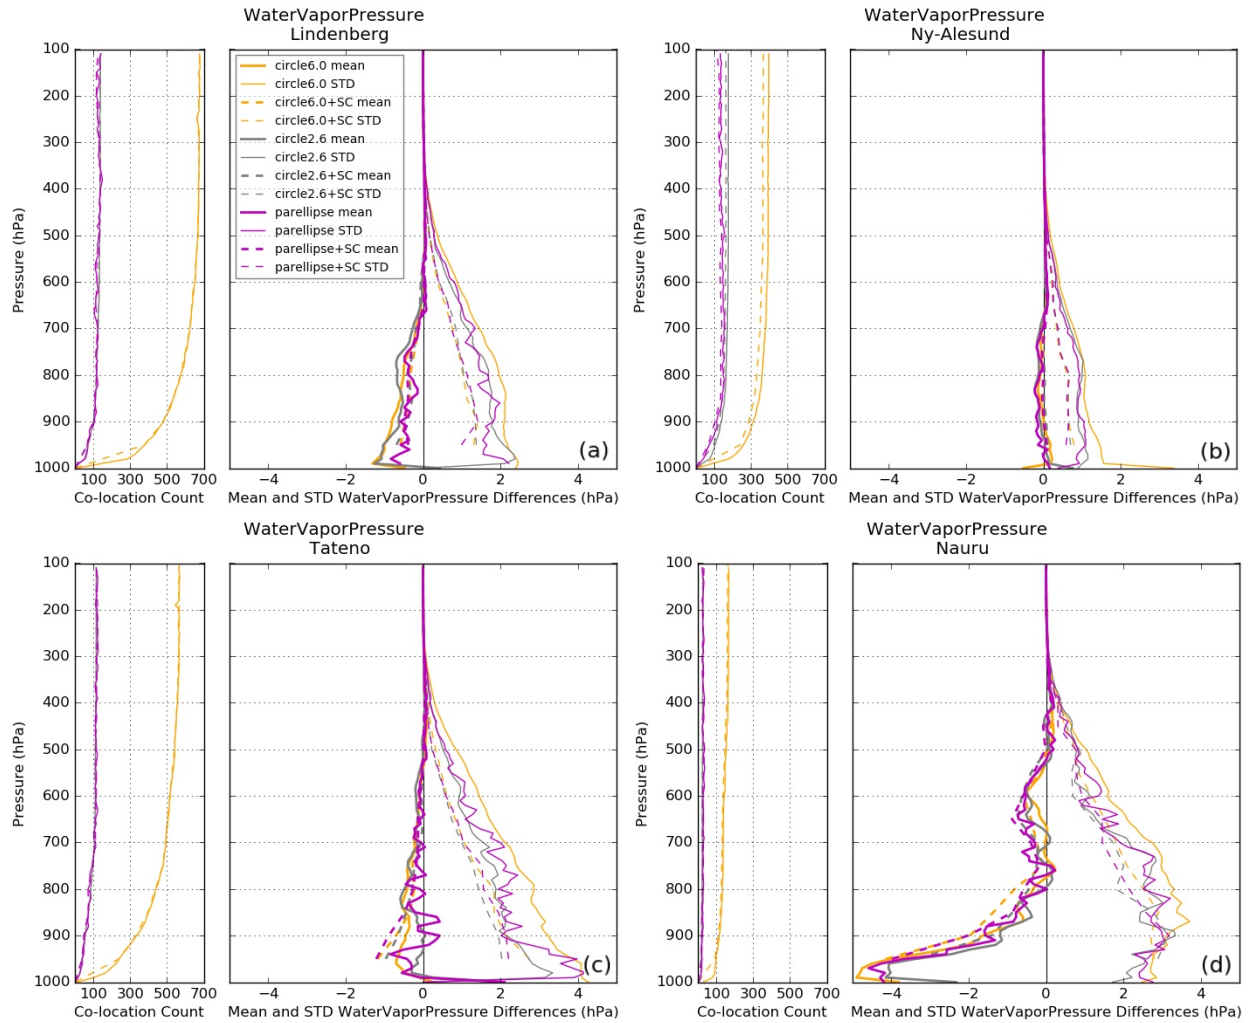 WaterVaporPressure
Lindenberg
100
200
300
400
500
600
700
800
900
1000
Pressure (hPa)
100 300 500 700
Co-location Count
circle6.0 mean
circle6.0 STD
circle6.0+SC mean
circle6.0+SC STD
circle2.6 mean
circle2.6 STD
circle2.6+SC mean
circle2.6+SC STD
parellipse mean
parellipse STD
parellipse+SC mean
parellipse+SC STD
(a)
−4 −2 0 2 4
Mean and STD WaterVaporPressure Differences (hPa)
WaterVaporPressure
Ny-Alesund
100
200
300
400
500
600
700
800
900
1000
Pressure (hPa)
100 300 500 700
Co-location Count
(b)
−4 −2 0 2 4
Mean and STD WaterVaporPressure Differences (hPa)
WaterVaporPressure
Tateno
100
200
300
400
500
600
700
800
900
1000
Pressure (hPa)
100 300 500 700
Co-location Count
(c)
−4 −2 0 2 4
Mean and STD WaterVaporPressure Differences (hPa)
WaterVaporPressure
Nauru
100
200
300
400
500
600
700
800
900
1000
Pressure (hPa)
100 300 500 700
Co-location Count
(d)
−4 −2 0 2 4
Mean and STD WaterVaporPressure Differences (hPa)